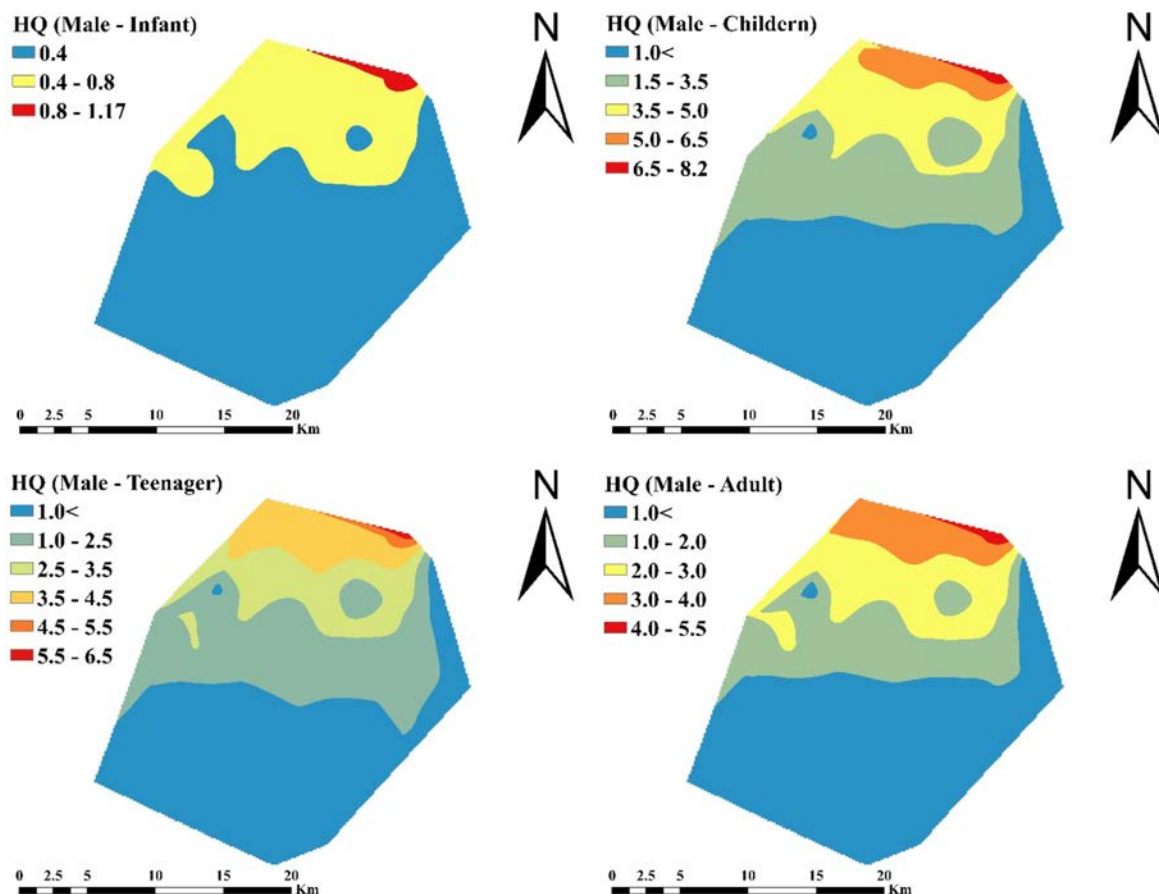 HQ (Male - Infant)
0.4
0.4 - 0.8
0.8 - 1.17
N
0 2.5 5 10 15 20
Km
HQ (Male - Childern)
1.0<
1.5 - 3.5
3.5 - 5.0
5.0 - 6.5
6.5 - 8.2
N
0 2.5 5 10 15 20
Km
HQ (Male - Teenager)
1.0<
1.0 - 2.5
2.5 - 3.5
3.5 - 4.5
4.5 - 5.5
5.5 - 6.5
N
0 2.5 5 10 15 20
Km
HQ (Male - Adult)
1.0<
1.0 - 2.0
2.0 - 3.0
3.0 - 4.0
4.0 - 5.5
N
0 2.5 5 10 15 20
Km